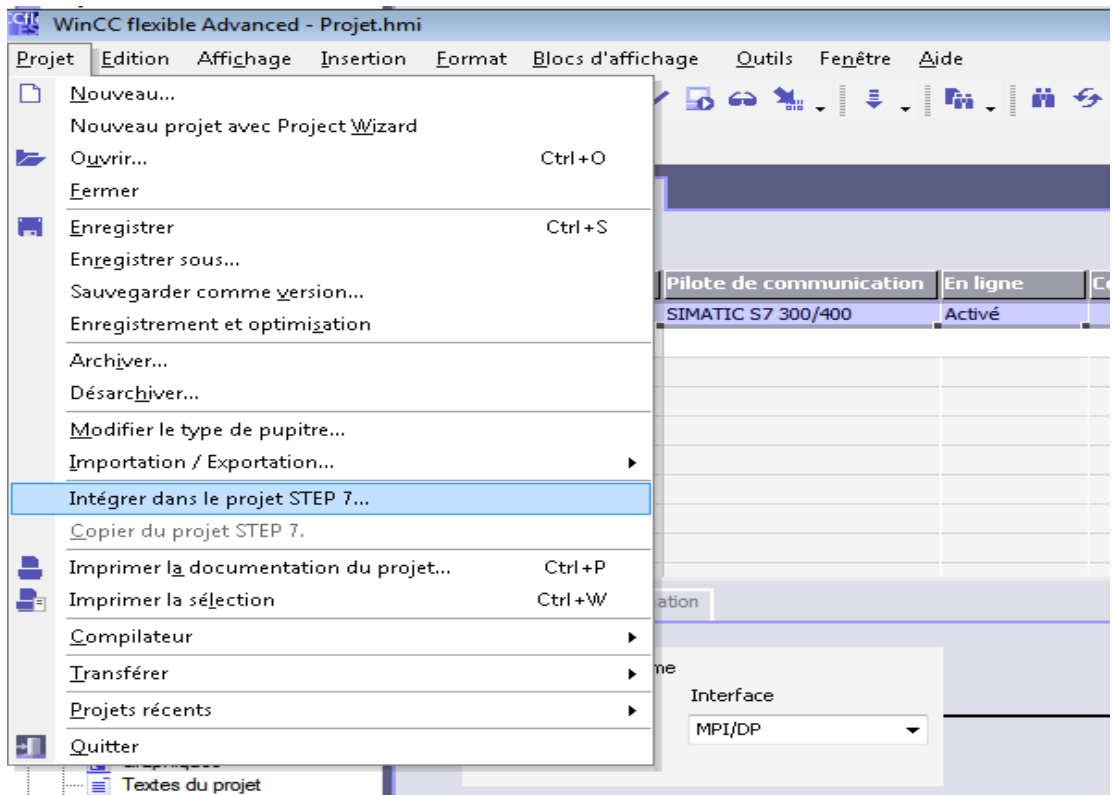 WinCC flexible Advanced - Projet.hmi
Projet Edition Affichage Insertion Format Blocs d'affichage Outils Fenêtre Aide
Nouveau...
Nouveau projet avec Project Wizard
Ouvrir... Ctrl+O
Fermer
Enregistrer Ctrl+S
Enregistrer sous...
Sauvegarder comme version...
Pilote de communication En ligne
Enregistrement et optimisation
SIMATIC S7 300/400 Activé
Archiver...
Désarchiver...
Modifier le type de pupitre...
Importation / Exportation...
Intégrer dans le projet STEP 7...
Copier du projet STEP 7.
Imprimer la documentation du projet... Ctrl+P
Imprimer la sélection Ctrl+W
Compilateur
Transférer
Interface
Projets récents
MPI/DP
Quitter
Textes du projet